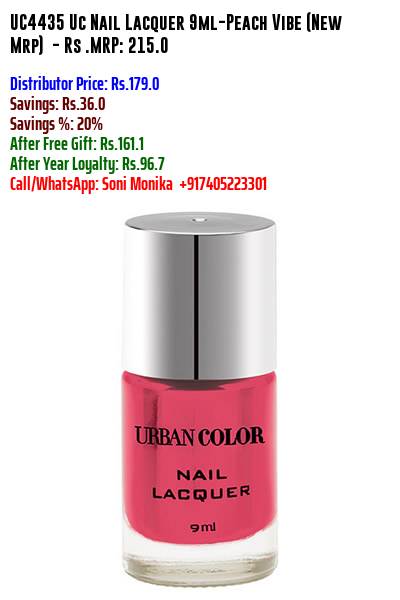 UC4435 Uc Nail Lacquer 9ml-Peach Vibe (New
Mrp) - Rs .MRP: 215.0
Distributor Price: Rs.179.0
Savings: Rs.36.0
Savings %: 20%
After Free Gift: Rs.161.1
After Year Loyalty: Rs.96.7
Call/WhatsApp: Soni Monika +917405223301
URBAN COLOR
NAIL
LACQUER
9ml